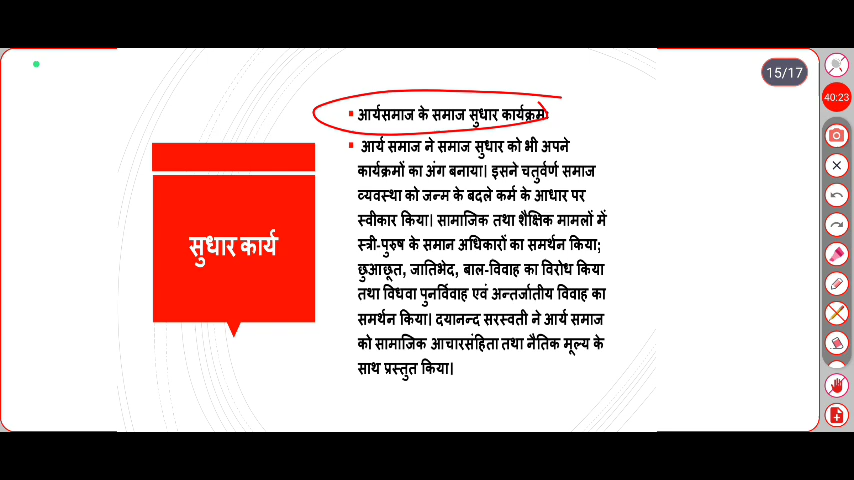 15/17
40:23
आर्यसमाज के समाज सुधार कार्यक्रम:
आर्य समाज ने समाज सुधार को भी अपने
कार्यक्रमों का अंग बनाया। इसने चतुर्वर्ण समाज
व्यवस्था को जन्म के बदले कर्म के आधार पर
स्वीकार किया। सामाजिक तथा शैक्षिक मामलों में
स्त्री-पुरुष के समान अधिकारों का समर्थन किया;
छुआछूत, जातिभेद, बाल-विवाह का विरोध किया
तथा विधवा पुनर्विवाह एवं अन्तर्जातीय विवाह का
समर्थन किया। दयानन्द सरस्वती ने आर्य समाज
को सामाजिक आचारसंहिता तथा नैतिक मूल्य के
साथ प्रस्तुत किया।
सुधार कार्य